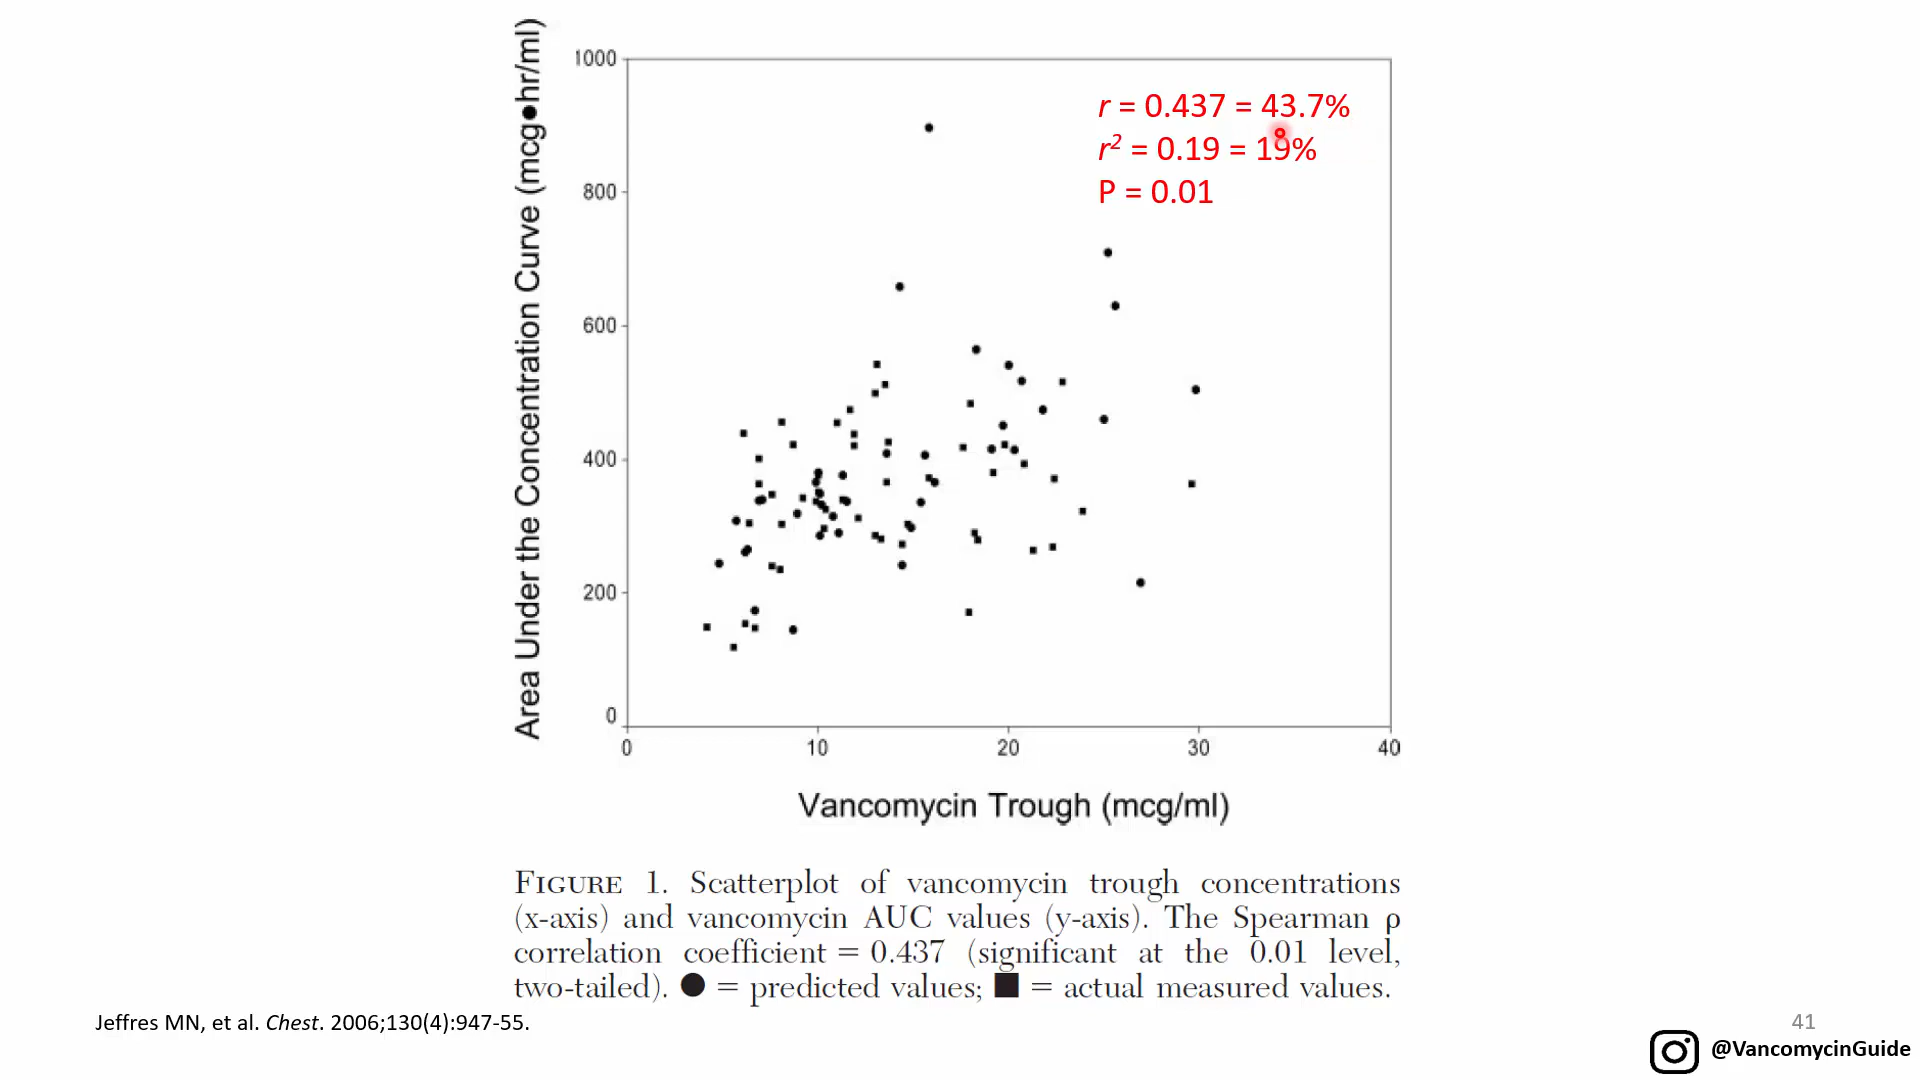 Area Under the Concentration Curve (mcg●hr/ml)
1000
800
600
400
200
0
r = 0.437 = 43.7%
r² = 0.19 = 19%
P = 0.01
0 10 20 30 40
Vancomycin Trough (mcg/ml)
FIGURE 1. Scatterplot of vancomycin trough concentrations
(x-axis) and vancomycin AUC values (y-axis). The Spearman ρ
correlation coefficient = 0.437 (significant at the 0.01 level,
two-tailed). ● = predicted values; ■ = actual measured values.
Jeffres MN, et al. Chest. 2006;130(4):947-55.
41
@VancomycinGuide